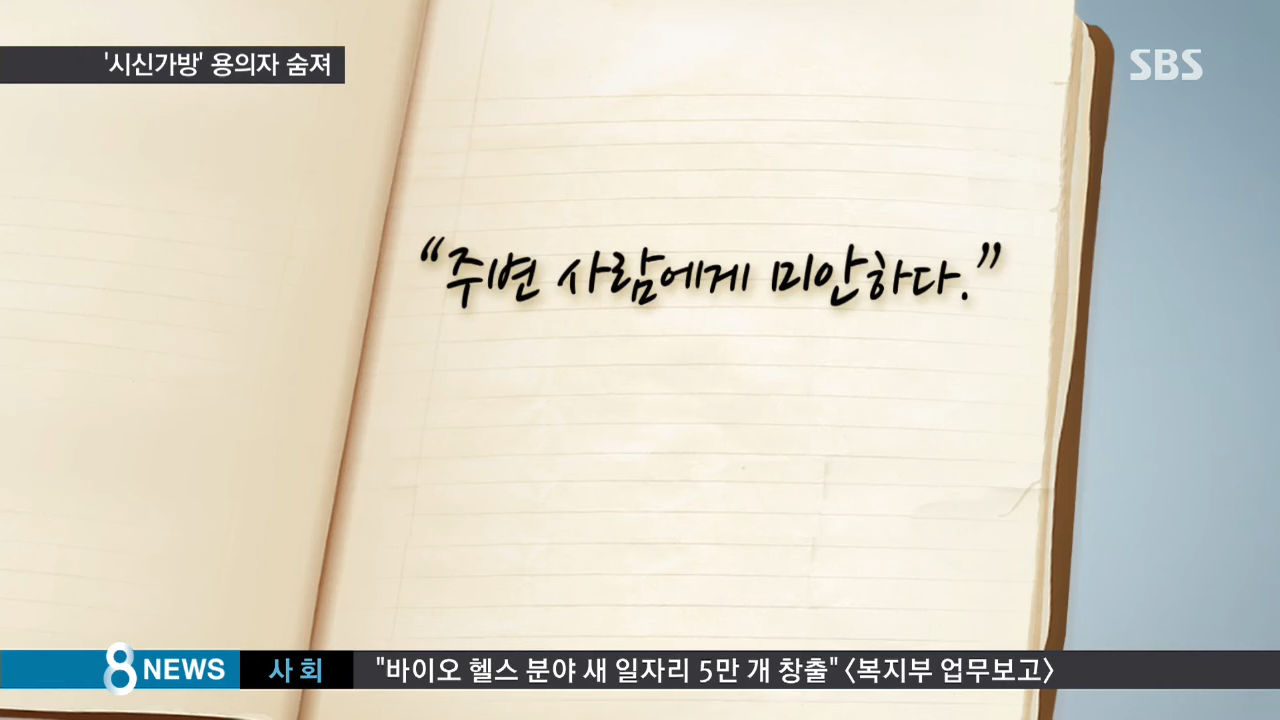 '시신가방' 용의자 숨져
SBS
“주변 사람에게 미안하다.”
8 NEWS 사회 "바이오 헬스 분야 새 일자리 5만 개 창출" 〈복지부 업무보고〉